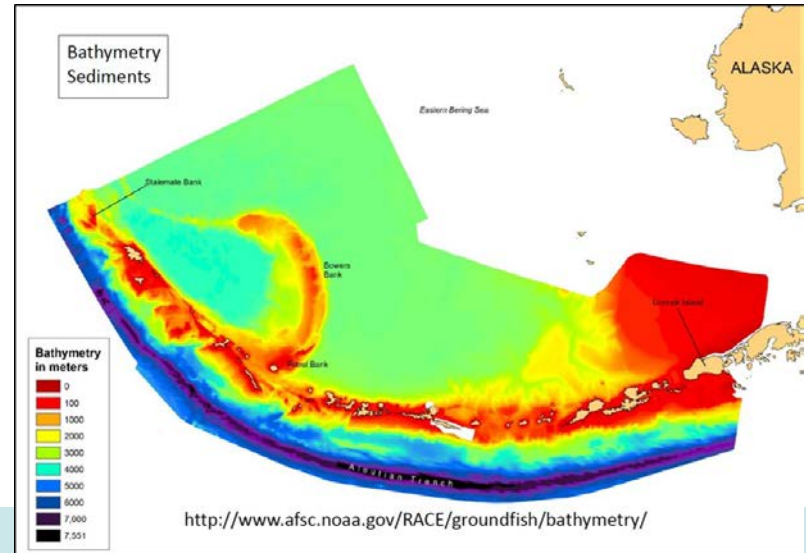 Bathymetry
Sediments
ALASKA
Eastern Bering Sea
Stalemate Bank
Bowers
Bank
Unimak Island
Petrel Bank
Bathymetry
in meters
0
100
1000
2000
3000
4000
5000
6000
7,000
7,551
Aleutian Trench
http://www.afsc.noaa.gov/RACE/groundfish/bathymetry/